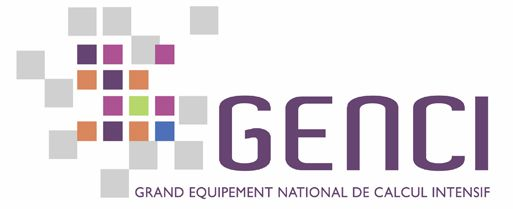 GENCI
GRAND EQUIPEMENT NATIONAL DE CALCUL INTENSIF